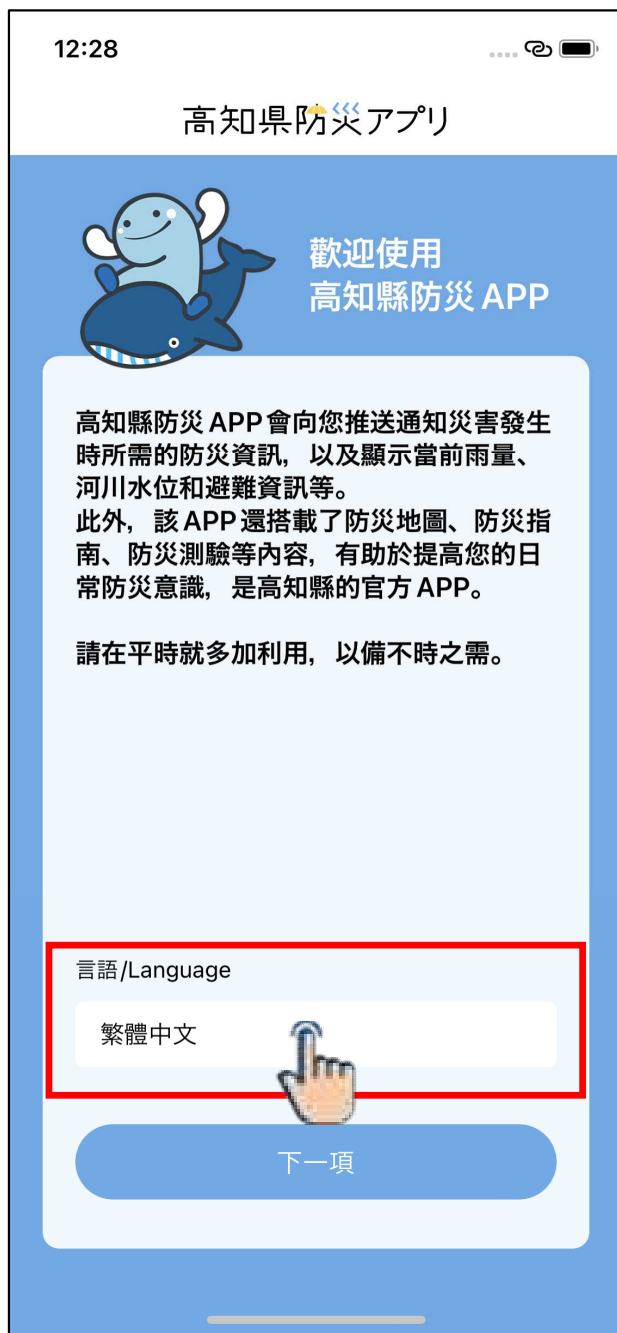 12:28
高知県防災アプリ
歡迎使用
高知縣防災 APP
高知縣防災 APP 會向您推送通知災害發生
時所需的防災資訊，以及顯示當前雨量、
河川水位和避難資訊等。
此外，該 APP 還搭載了防災地圖、防災指
南、防災測驗等內容，有助於提高您的日
常防災意識，是高知縣的官方 APP。
請在平時就多加利用，以備不時之需。
言語/Language
繁體中文
下一項